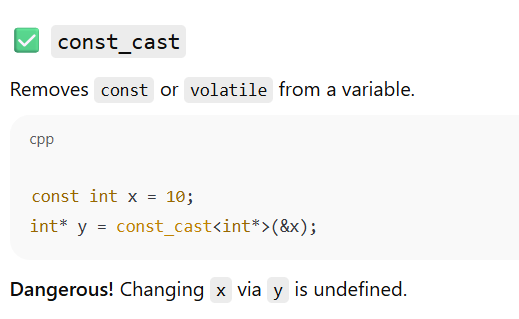 ✅ const_cast
Removes const or volatile from a variable.
cpp
const int x = 10;
int* y = const_cast<int*>(&x);
Dangerous! Changing x via y is undefined.